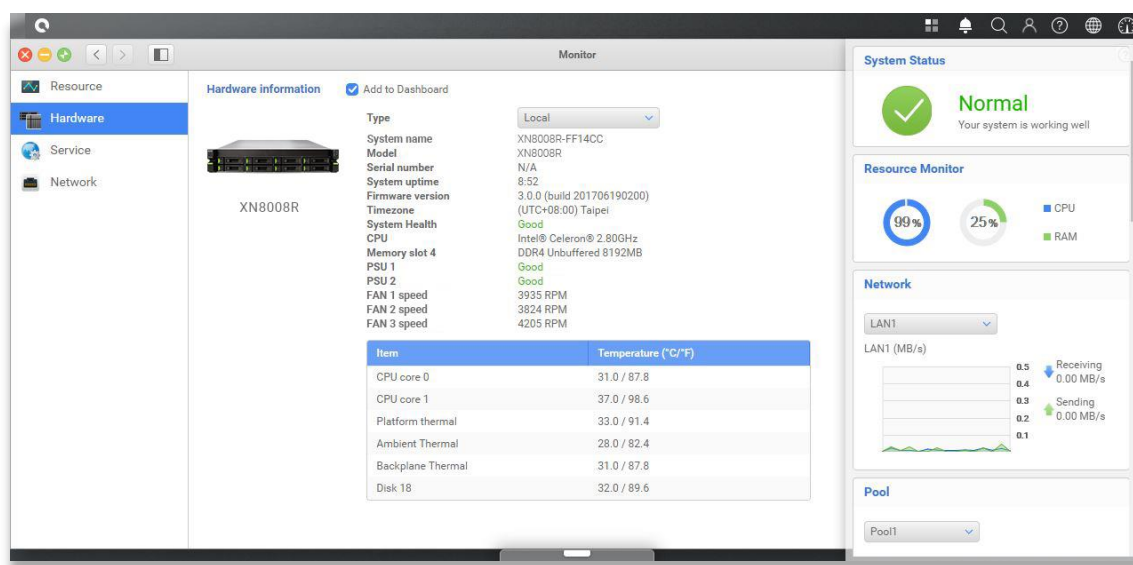 Monitor
Resource
Hardware
Service
Network
Hardware information
Add to Dashboard
XN8008R
Type Local
System name XN8008R-FF14CC
Model XN8008R
Serial number N/A
System uptime 8:52
Firmware version 3.0.0 (build 201706190200)
Timezone (UTC+08:00) Taipei
System Health Good
CPU Intel® Celeron® 2.80GHz
Memory slot 4 DDR4 Unbuffered 8192MB
PSU 1 Good
PSU 2 Good
FAN 1 speed 3935 RPM
FAN 2 speed 3824 RPM
FAN 3 speed 4205 RPM
Item Temperature (°C/°F)
CPU core 0 31.0 / 87.8
CPU core 1 37.0 / 98.6
Platform thermal 33.0 / 91.4
Ambient Thermal 28.0 / 82.4
Backplane Thermal 31.0 / 87.8
Disk 18 32.0 / 89.6
System Status
Normal
Your system is working well
Resource Monitor
99%
25%
CPU
RAM
Network
LAN1
LAN1 (MB/s)
0.5
0.4
0.3
0.2
0.1
Receiving
0.00 MB/s
Sending
0.00 MB/s
Pool
Pool1